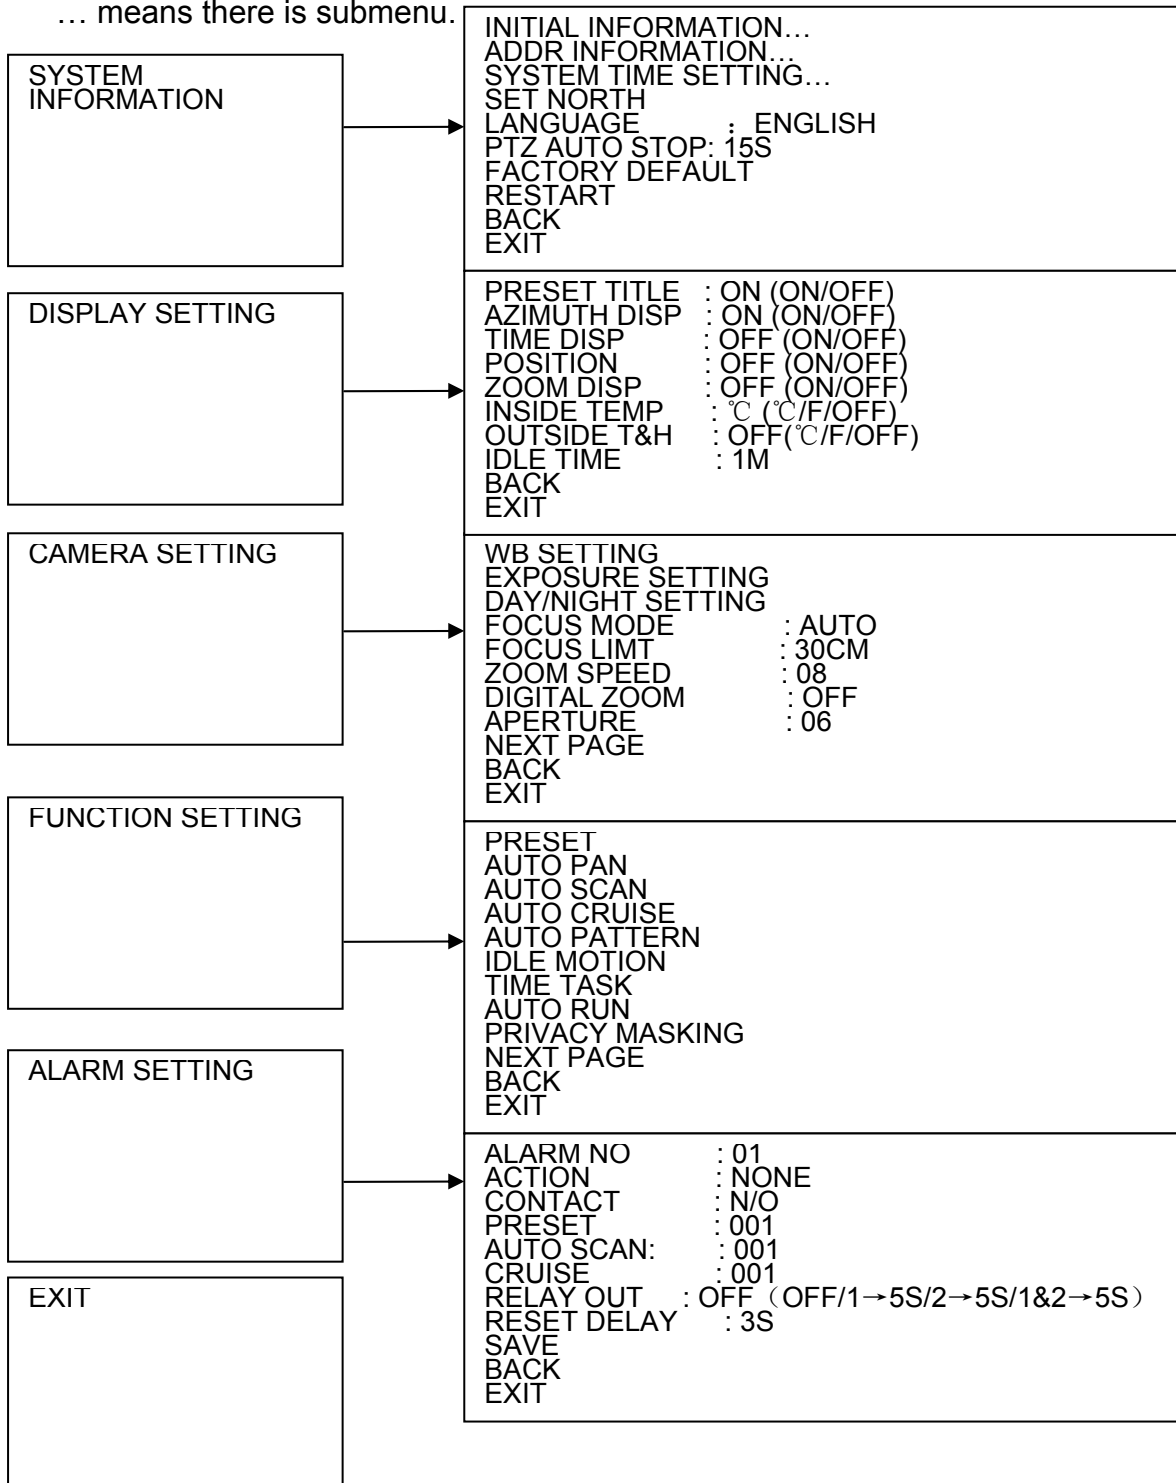 … means there is submenu.
SYSTEM
INFORMATION
INITIAL INFORMATION…
ADDR INFORMATION…
SYSTEM TIME SETTING…
SET NORTH
LANGUAGE : ENGLISH
PTZ AUTO STOP: 15S
FACTORY DEFAULT
RESTART
BACK
EXIT
DISPLAY SETTING
PRESET TITLE : ON (ON/OFF)
AZIMUTH DISP : ON (ON/OFF)
TIME DISP : OFF (ON/OFF)
POSITION : OFF (ON/OFF)
ZOOM DISP : OFF (ON/OFF)
INSIDE TEMP : ℃ (℃/F/OFF)
OUTSIDE T&H : OFF(℃/F/OFF)
IDLE TIME : 1M
BACK
EXIT
CAMERA SETTING
WB SETTING
EXPOSURE SETTING
DAY/NIGHT SETTING
FOCUS MODE : AUTO
FOCUS LIMT : 30CM
ZOOM SPEED : 08
DIGITAL ZOOM : OFF
APERTURE : 06
NEXT PAGE
BACK
EXIT
FUNCTION SETTING
PRESET
AUTO PAN
AUTO SCAN
AUTO CRUISE
AUTO PATTERN
IDLE MOTION
TIME TASK
AUTO RUN
PRIVACY MASKING
NEXT PAGE
BACK
EXIT
ALARM SETTING
ALARM NO : 01
ACTION : NONE
CONTACT : N/O
PRESET : 001
AUTO SCAN: : 001
CRUISE : 001
RELAY OUT : OFF（OFF/1→5S/2→5S/1&2→5S）
RESET DELAY : 3S
SAVE
BACK
EXIT
EXIT